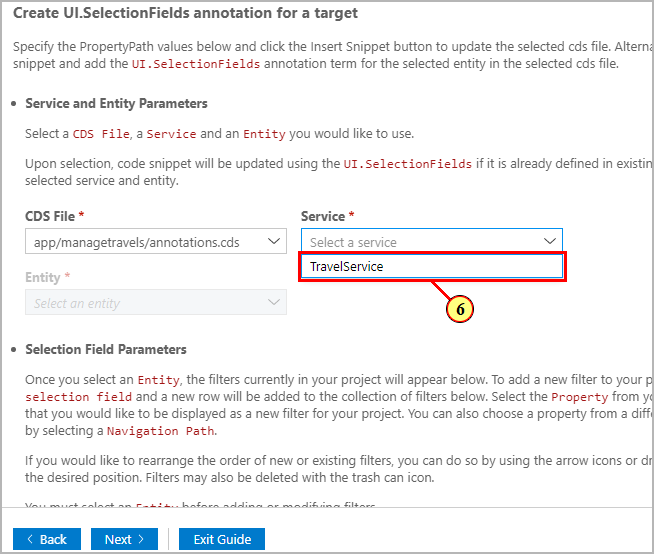 Create UI.SelectionFields annotation for a target
Specify the PropertyPath values below and click the Insert Snippet button to update the selected cds file. Alterna
snippet and add the UI.SelectionFields annotation term for the selected entity in the selected cds file.
• Service and Entity Parameters
Select a CDS File, a Service and an Entity you would like to use.
Upon selection, code snippet will be updated using the UI.SelectionFields if it is already defined in existin
selected service and entity.
CDS File * Service *
app/managetravels/annotations.cds Select a service
TravelService
Entity *
6
Select an entity
• Selection Field Parameters
Once you select an Entity, the filters currently in your project will appear below. To add a new filter to your p
selection field and a new row will be added to the collection of filters below. Select the Property from yo
that you would like to be displayed as a new filter for your project. You can also choose a property from a diffe
by selecting a Navigation Path.
If you would like to rearrange the order of new or existing filters, you can do so by using the arrow icons or dr
the desired position. Filters may also be deleted with the trash can icon.
You must select an Entity before adding or modifying filters
Back Next Exit Guide